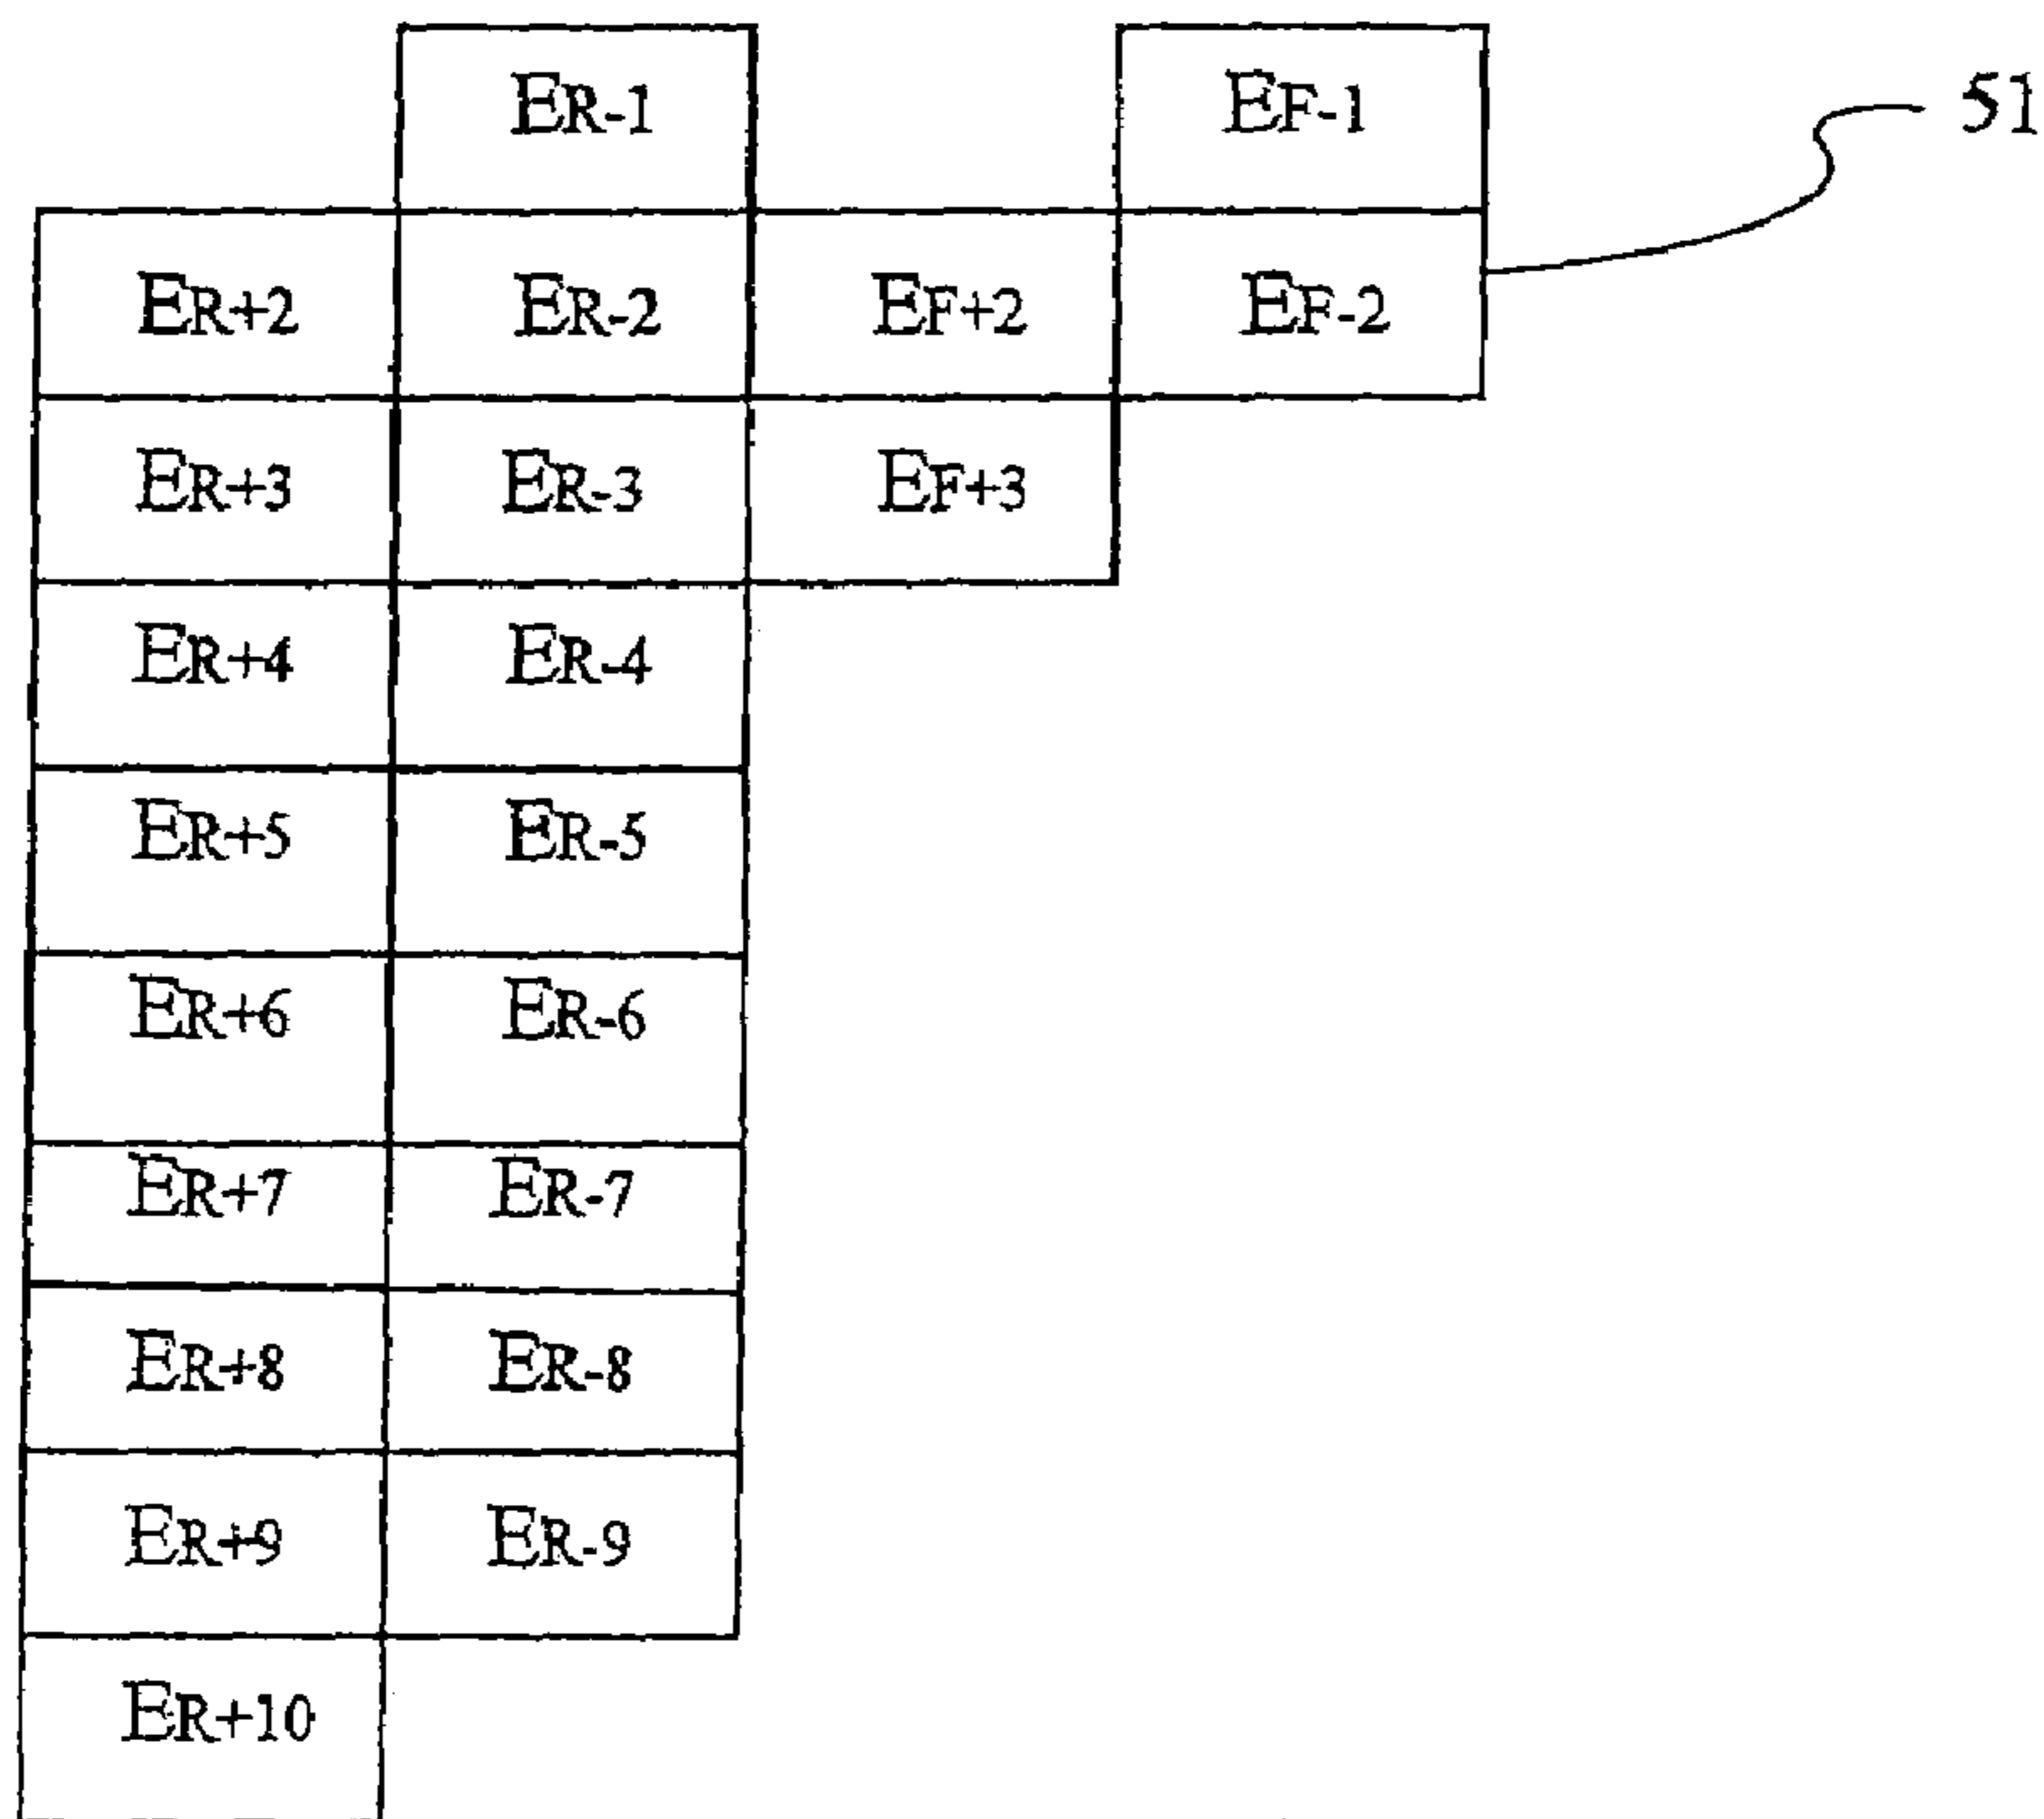 ER-1 EF-1 51
ER+2 ER-2 EF+2 EF-2
ER+3 ER-3 EF+3
ER+4 ER-4
ER+5 ER-5
ER+6 ER-6
ER+7 ER-7
ER+8 ER-8
ER+9 ER-9
ER+10